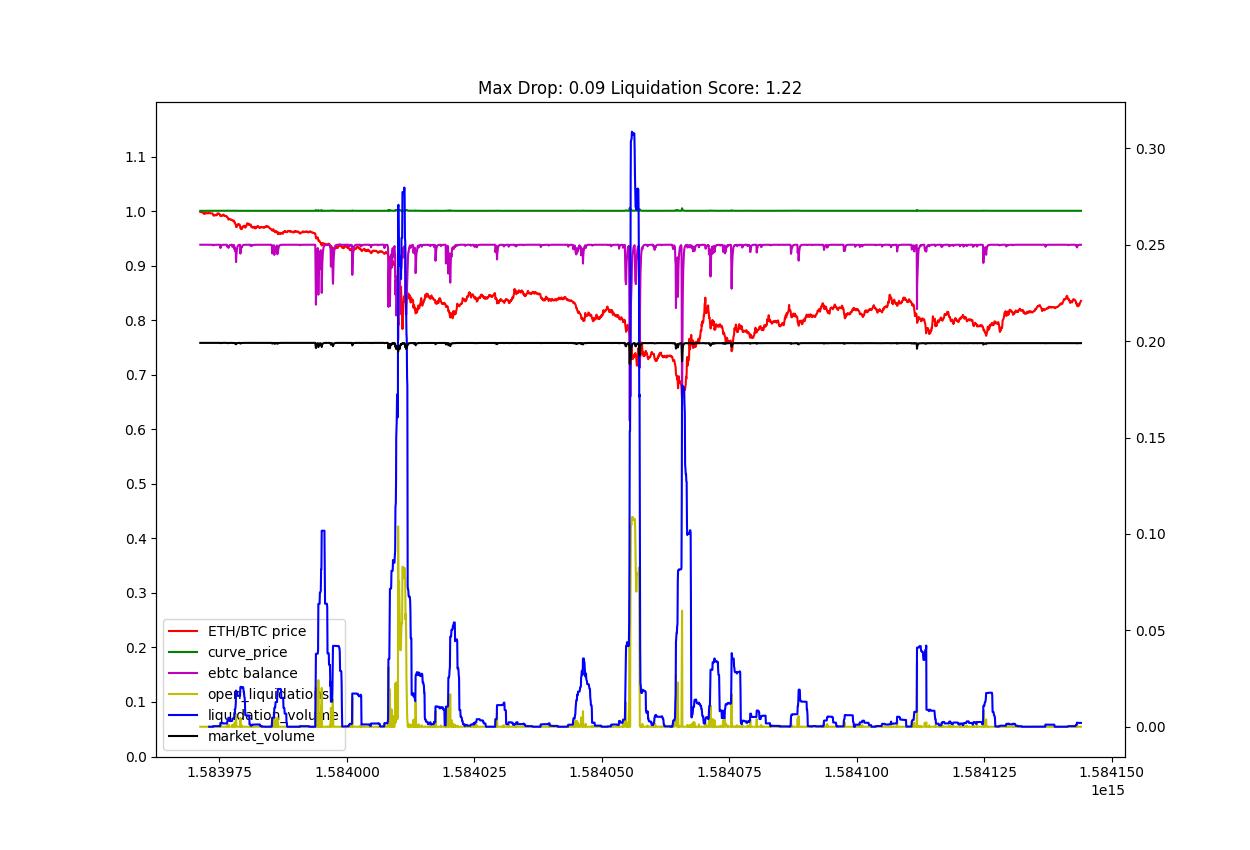 Max Drop: 0.09 Liquidation Score: 1.22
1.1
1.0
0.9
0.8
0.7
0.6
0.5
0.4
0.3
0.2
0.1
0.0
0.30
0.25
0.20
0.15
0.10
0.05
0.00
ETH/BTC price
curve_price
ebtc balance
open_liquidations
liquidation_volume
market_volume
1.583975 1.584000 1.584025 1.584050 1.584075 1.584100 1.584125 1.584150
1e15